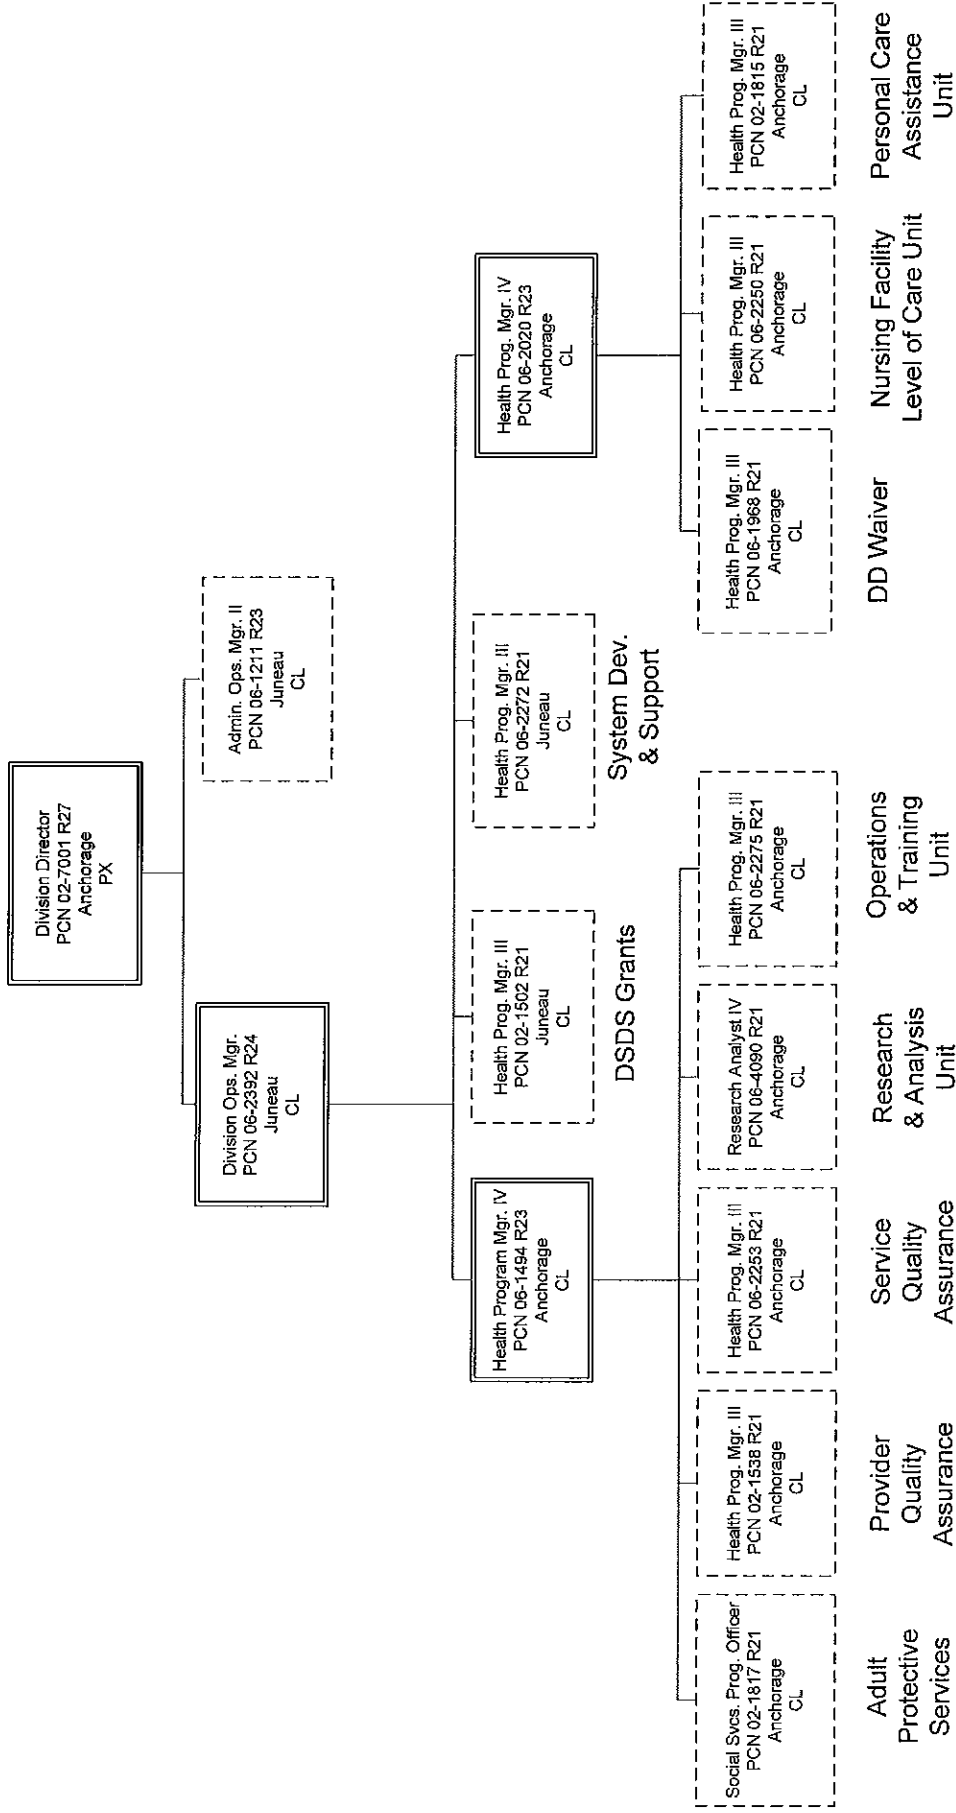 Division Director
PCN 02-7001 R27
Anchorage
PX
Division Ops. Mgr.
PCN 06-2392 R24
Juneau
CL
Admin. Ops. Mgr. II
PCN 06-1211 R23
Juneau
CL
Health Program Mgr. IV
PCN 06-1494 R23
Anchorage
CL
Health Prog. Mgr. III
PCN 02-1502 R21
Juneau
CL
DSDS Grants
Health Prog. Mgr. III
PCN 06-2272 R21
Juneau
CL
System Dev.
& Support
Health Prog. Mgr. IV
PCN 06-2020 R23
Anchorage
CL
Social Svcs. Prog. Officer
PCN 02-1817 R21
Anchorage
CL
Adult
Protective
Services
Health Prog. Mgr. III
PCN 02-1538 R21
Anchorage
CL
Provider
Quality
Assurance
Health Prog. Mgr. III
PCN 06-2253 R21
Anchorage
CL
Service
Quality
Assurance
Research Analyst IV
PCN 06-4090 R21
Anchorage
CL
Research
& Analysis
Unit
Health Prog. Mgr. III
PCN 06-2275 R21
Anchorage
CL
Operations
& Training
Unit
Health Prog. Mgr. III
PCN 06-1968 R21
Anchorage
CL
DD Waiver
Health Prog. Mgr. III
PCN 06-2250 R21
Anchorage
CL
Nursing Facility
Level of Care Unit
Health Prog. Mgr. III
PCN 02-1815 R21
Anchorage
CL
Personal Care
Assistance
Unit